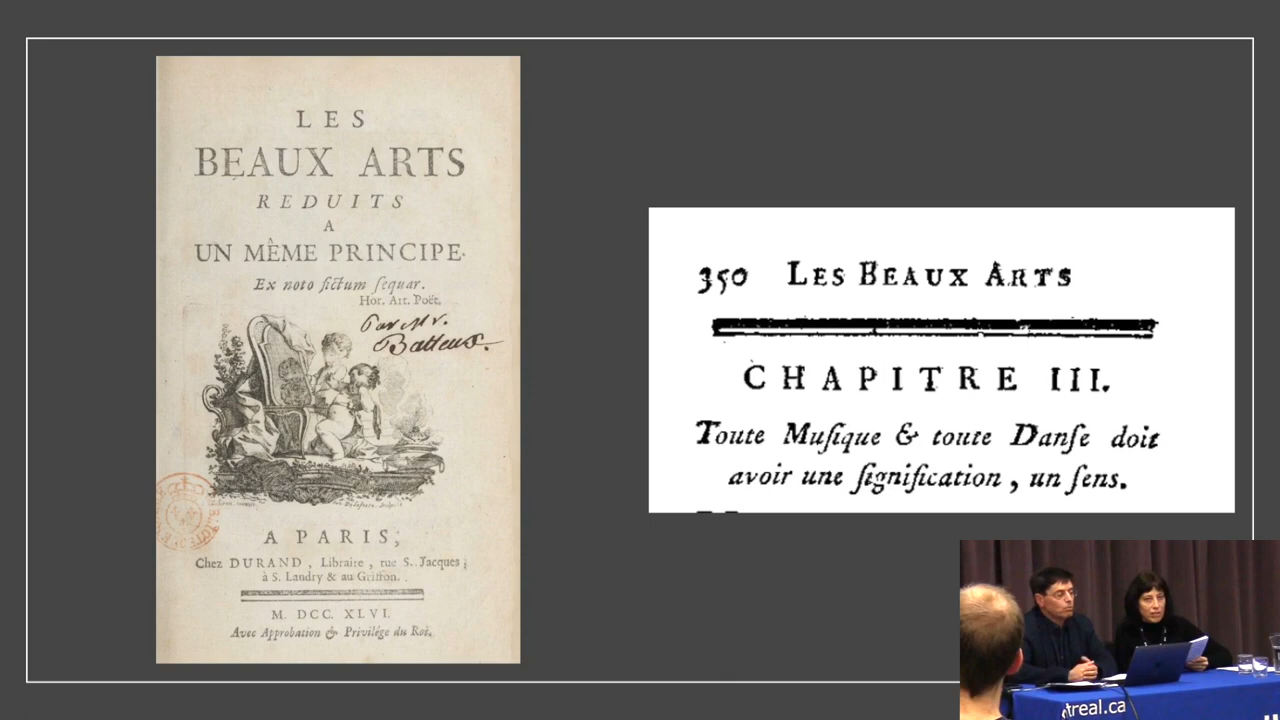 LES
BEAUX ARTS
REDUITS
A
UN MÊME PRINCIPE.
Ex noto fictum ſequar.
Hor. Art. Poët.
Par Mr.
Batteux.
A PARIS,
Chez DURAND, Libraire, rue S. Jacques,
à S. Landry & au Griffon.
M. DCC. XLVI.
Avec Approbation & Privilége du Roi.
350 LES BEAUX ARTS
CHAPITRE III.
Toute Muſique & toute Danſe doit
avoir une ſignification, un ſens.
treal.ca